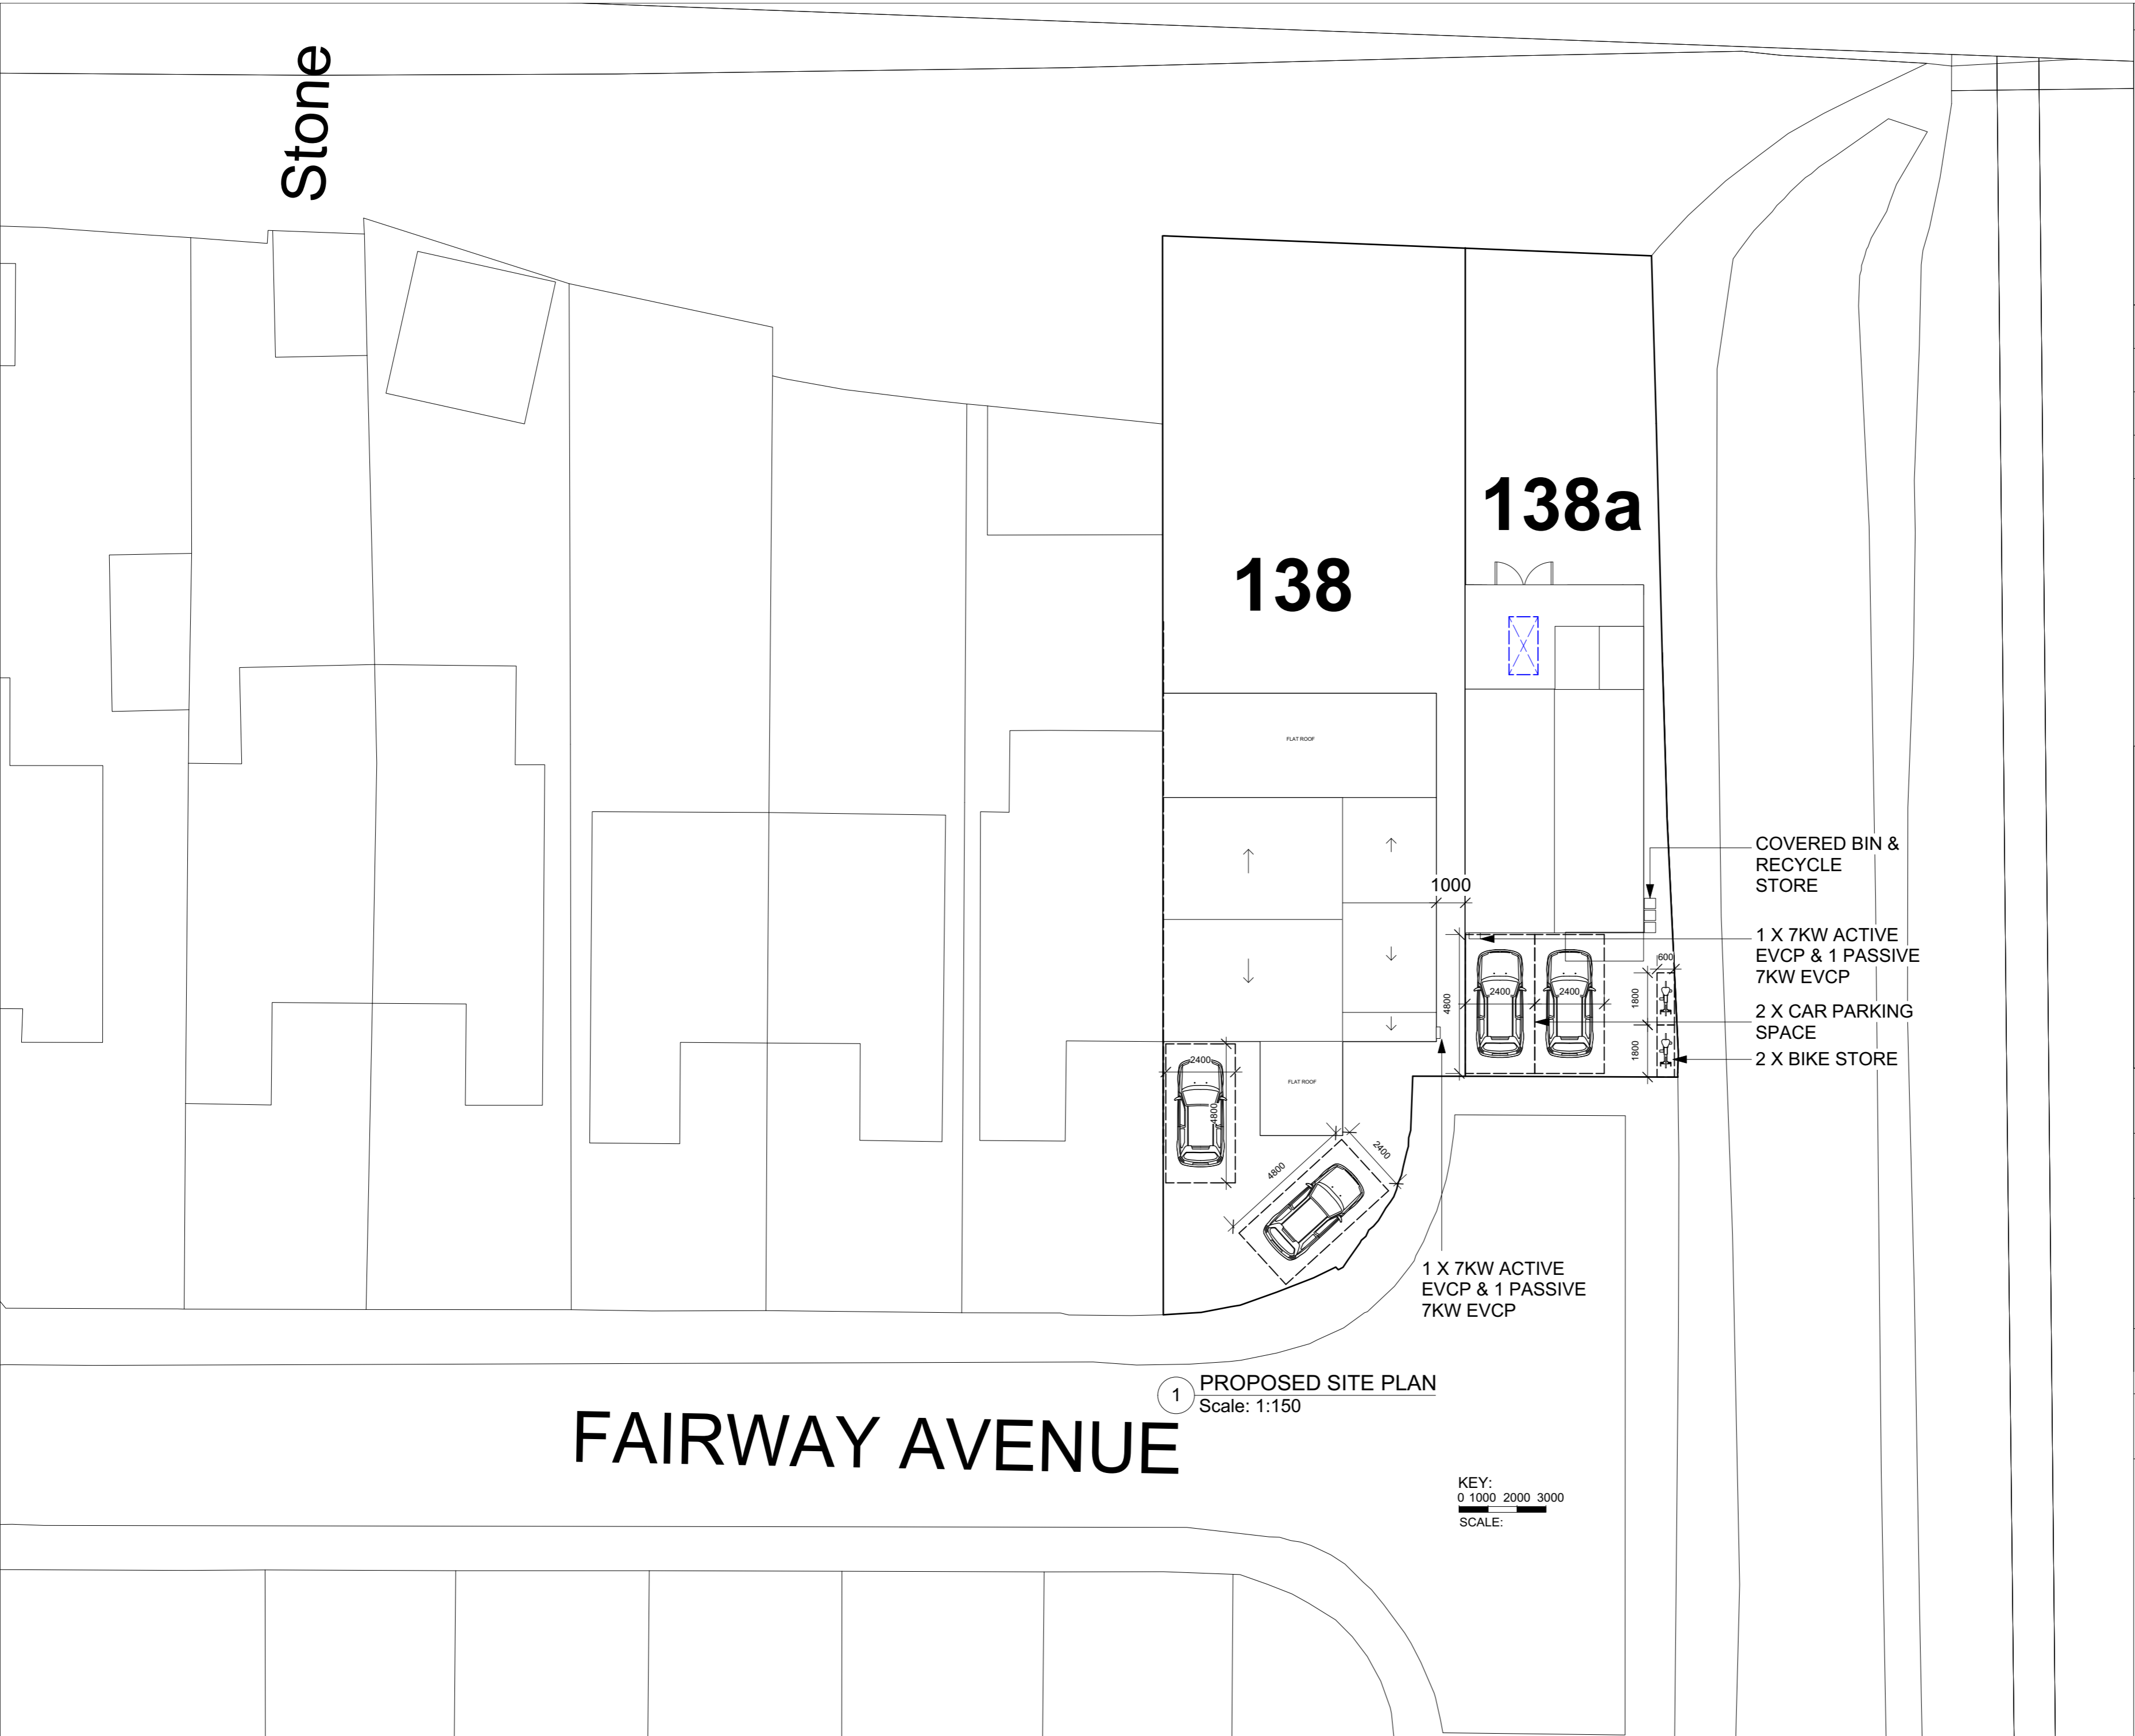 Stone
138a
138
FLAT ROOF
COVERED BIN &
RECYCLE
STORE
1000
1 X 7KW ACTIVE
EVCP & 1 PASSIVE
7KW EVCP
600
2400
2400
4800
1800
2 X CAR PARKING
SPACE
1800
2 X BIKE STORE
2400
4800
FLAT ROOF
4800
2400
1 X 7KW ACTIVE
EVCP & 1 PASSIVE
7KW EVCP
1
PROPOSED SITE PLAN
Scale: 1:150
FAIRWAY AVENUE
KEY:
0 1000 2000 3000
SCALE: